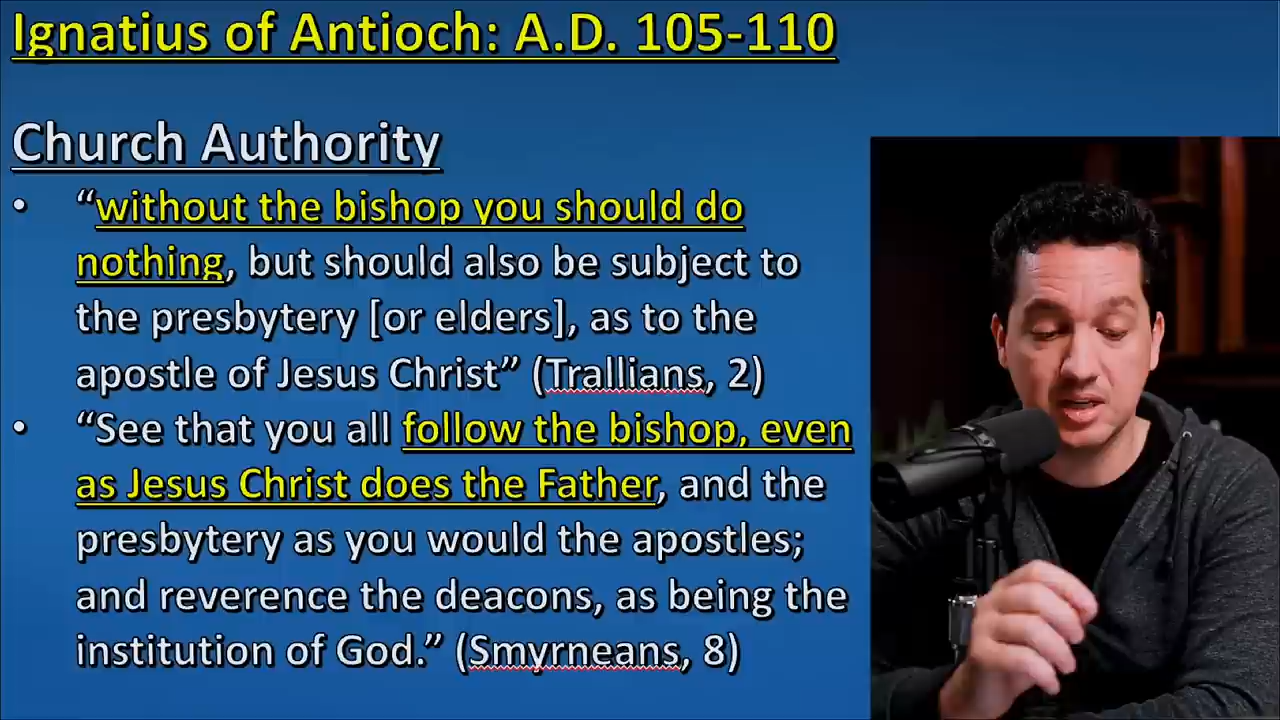 Ignatius of Antioch: A.D. 105-110
Church Authority
• “without the bishop you should do
nothing, but should also be subject to
the presbytery [or elders], as to the
apostle of Jesus Christ” (Trallians, 2)
• “See that you all follow the bishop, even
as Jesus Christ does the Father, and the
presbytery as you would the apostles;
and reverence the deacons, as being the
institution of God.” (Smyrneans, 8)